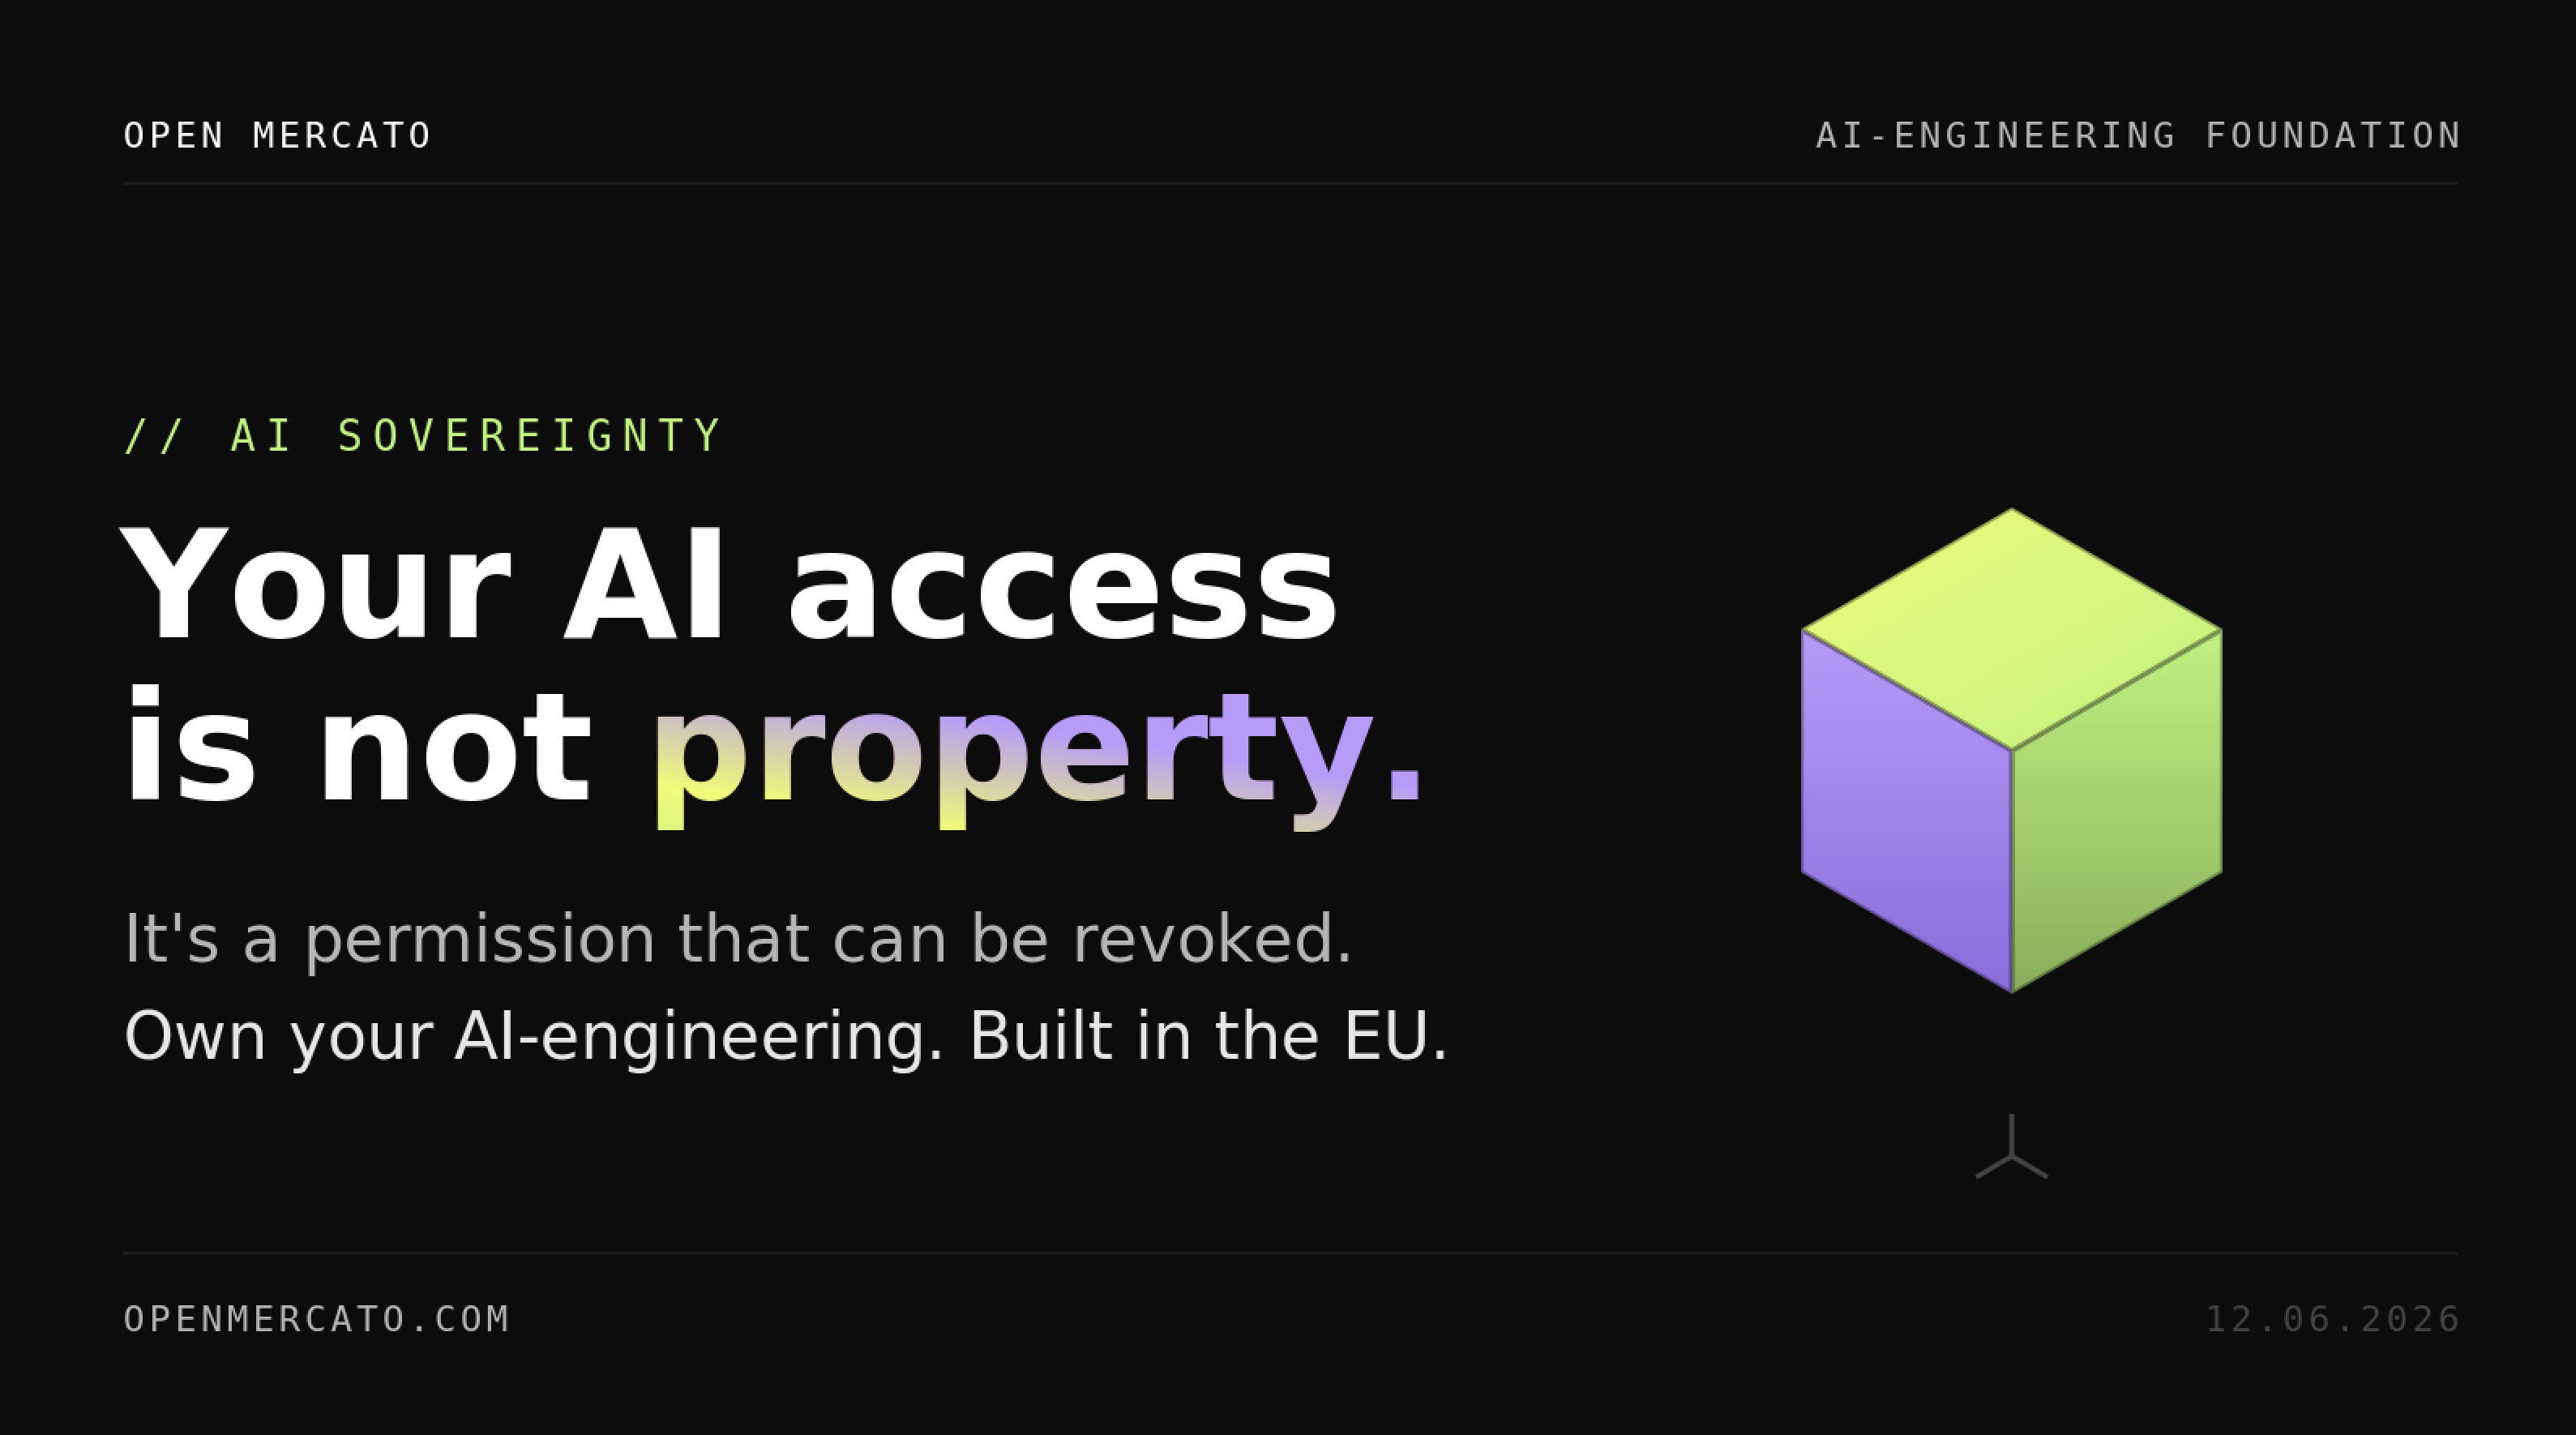 OPEN MERCATO
AI-ENGINEERING FOUNDATION
// AI SOVEREIGNTY
Your AI access
is not property.
It's a permission that can be revoked.
Own your AI-engineering. Built in the EU.
OPENMERCATO.COM
12.06.2026